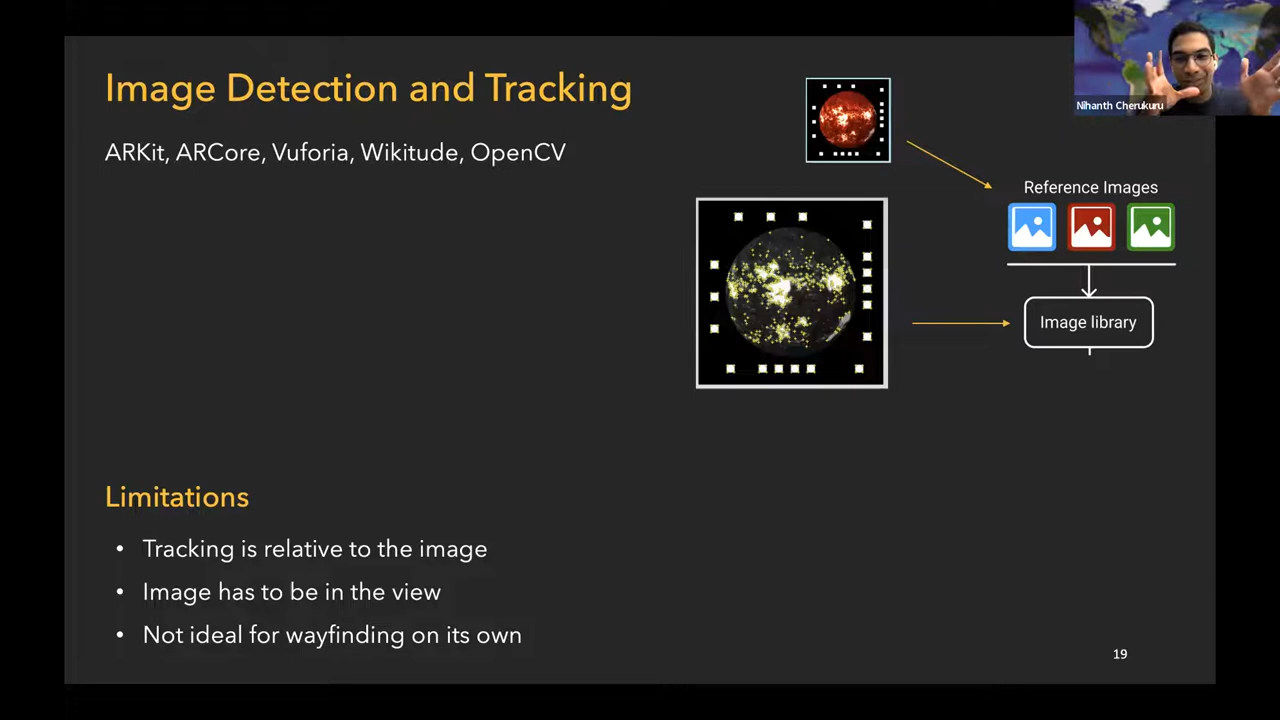 Image Detection and Tracking
ARKit, ARCore, Vuforia, Wikitude, OpenCV
Nihanth Cherukuru
Reference Images
Image library
Limitations
• Tracking is relative to the image
• Image has to be in the view
• Not ideal for wayfinding on its own
19